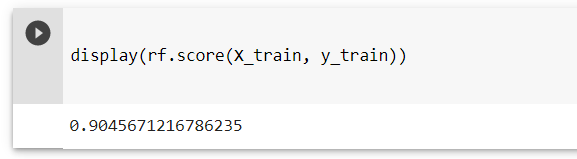 display(rf.score(X_train, y_train))
0.9045671216786235